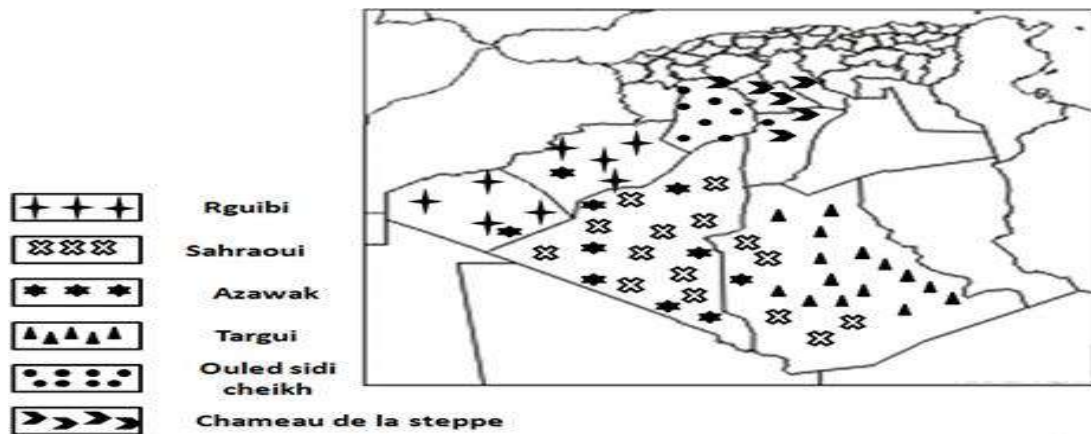 Rguibi
Sahraoui
Azawak
Targui
Ouled sidi
cheikh
Chameau de la steppe